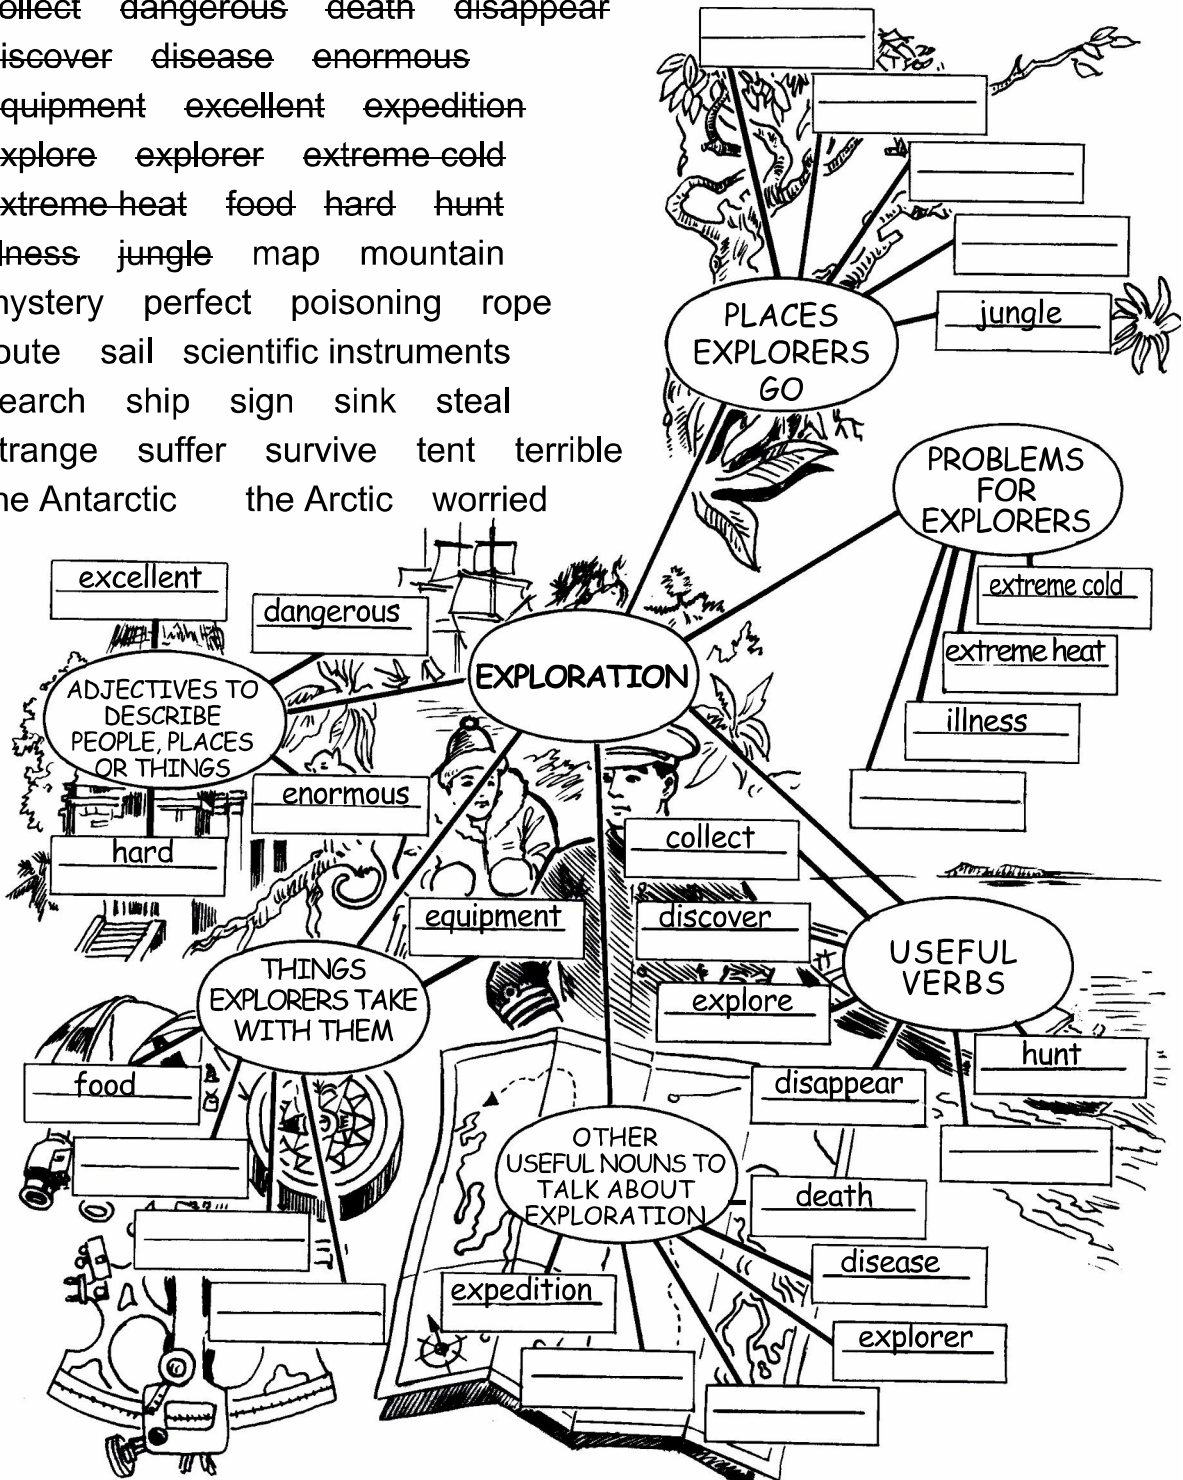 ollect dangerous death disappear
iscover disease enormous
quipment excellent expedition
xplore explorer extreme cold
xtreme heat food hard hunt
lness jungle map mountain
mystery perfect poisoning rope
oute sail scientific instruments
earch ship sign sink steal
trange suffer survive tent terrible
he Antarctic the Arctic worried
PLACES
EXPLORERS
GO
jungle
PROBLEMS
FOR
EXPLORERS
extreme cold
extreme heat
illness
EXPLORATION
excellent
dangerous
ADJECTIVES TO
DESCRIBE
PEOPLE, PLACES
OR THINGS
enormous
hard
collect
discover
explore
USEFUL
VERBS
hunt
disappear
equipment
THINGS
EXPLORERS TAKE
WITH THEM
food
OTHER
USEFUL NOUNS TO
TALK ABOUT
EXPLORATION
death
disease
explorer
expedition